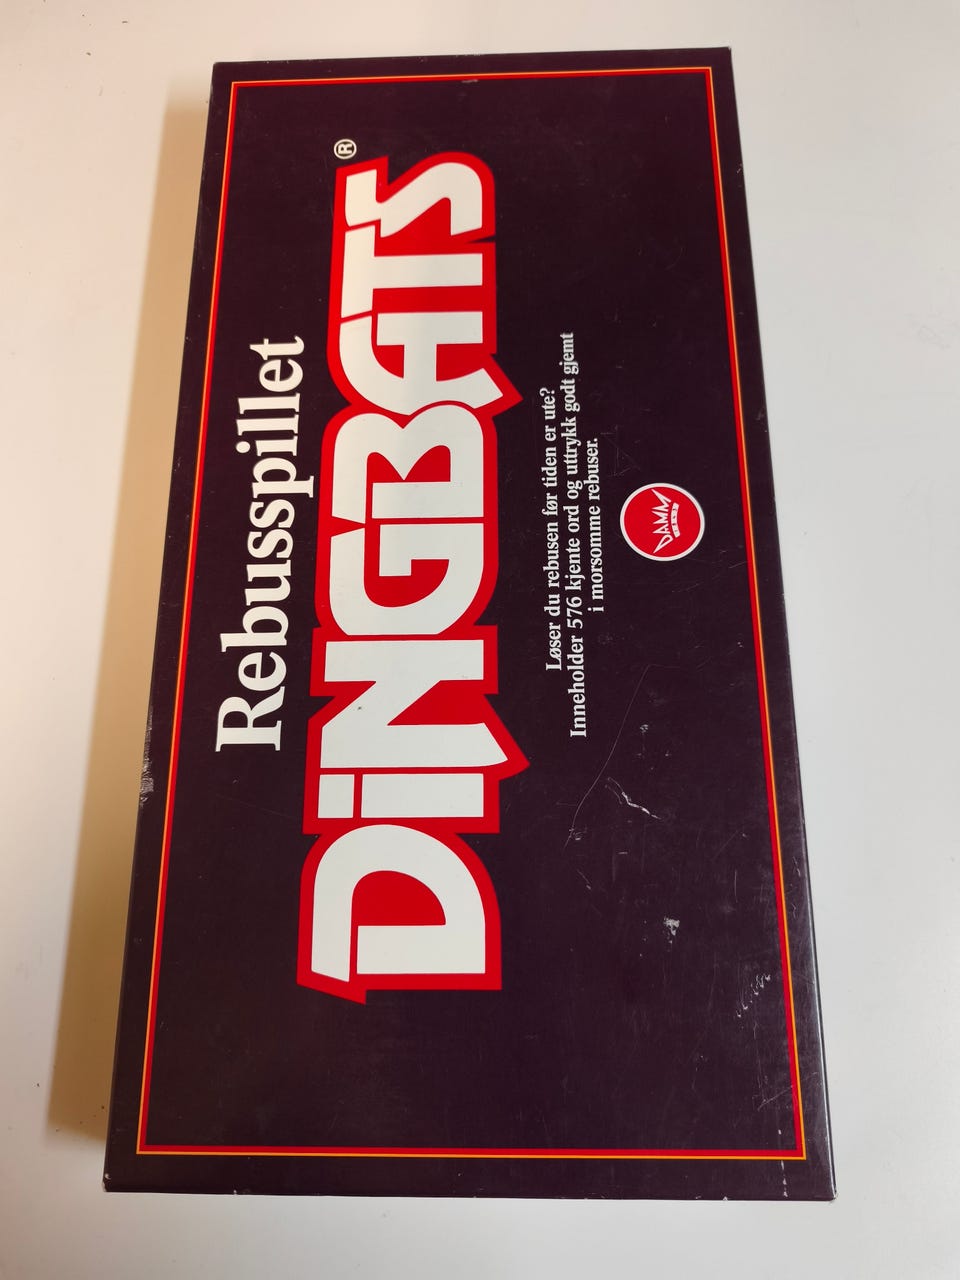 Rebusspillet
DiNGBATS®
Løser du rebusen før tiden er ute?
Inneholder 576 kjente ord og uttrykk godt gjemt
i morsomme rebuser.
DAMM